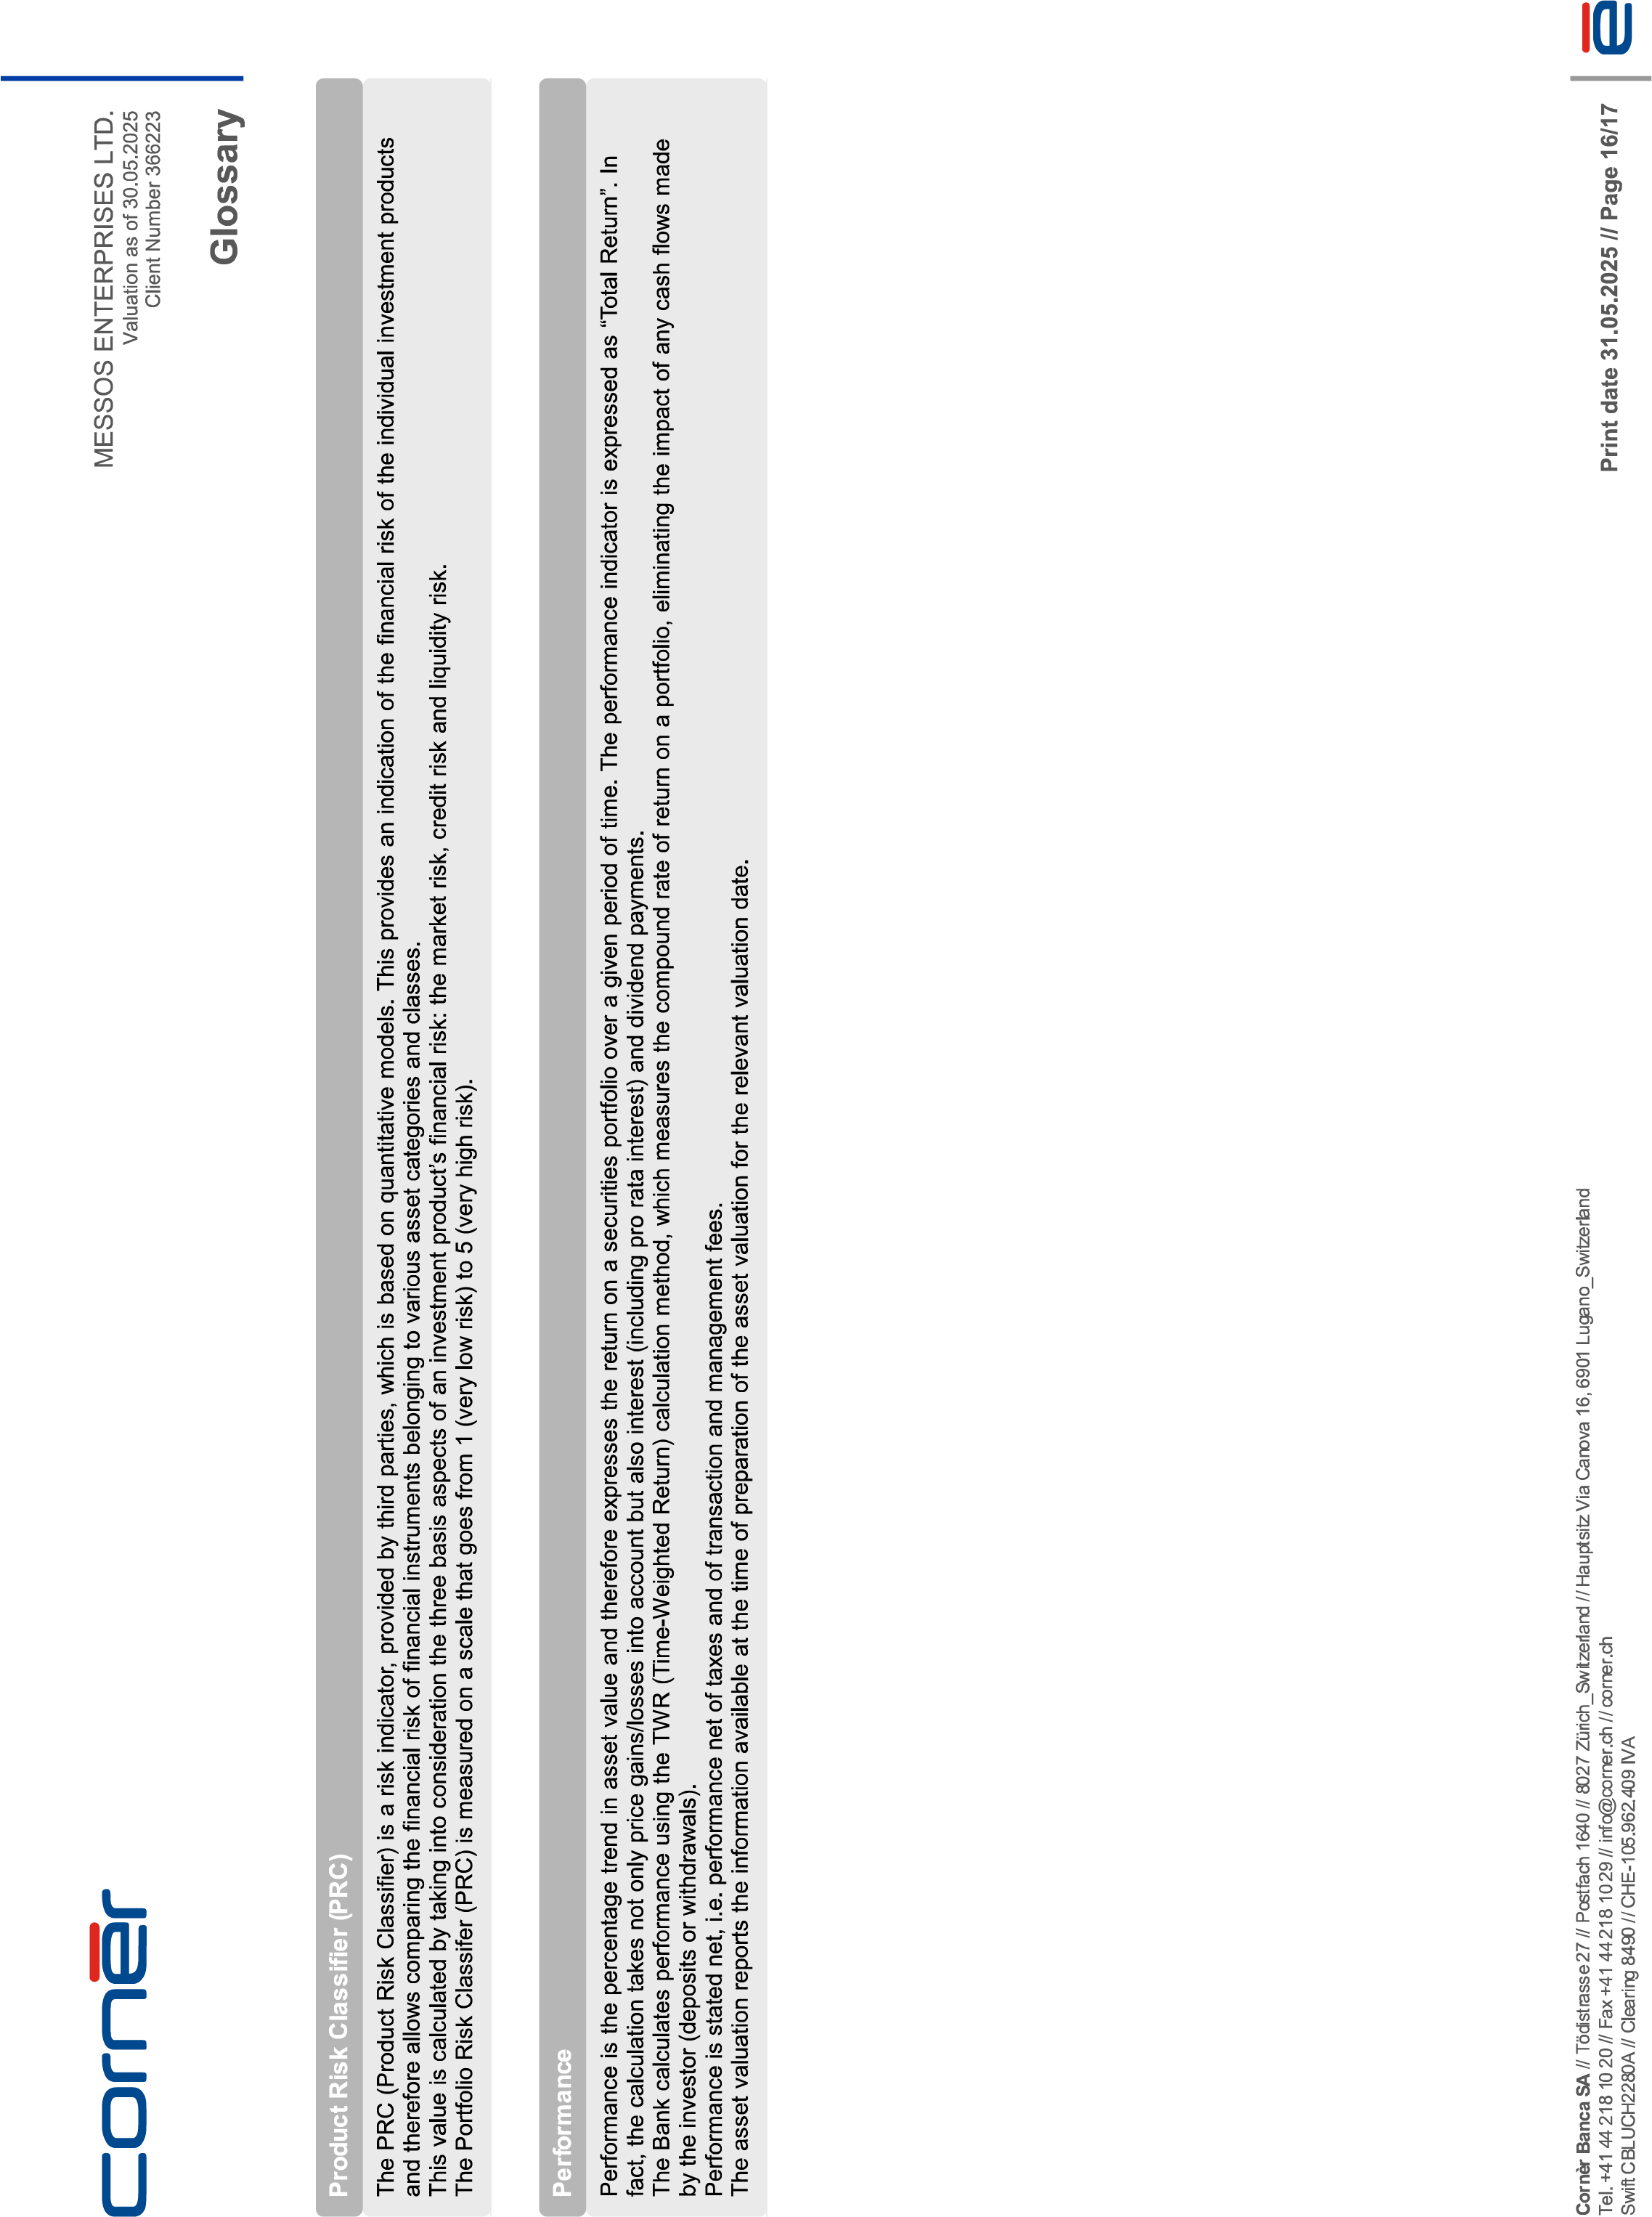 cornèr
MESSOS ENTERPRISES LTD.
Valuation as of 30.05.2025
Client Number 366223
Glossary
Product Risk Classifier (PRC)
The PRC (Product Risk Classifier) is a risk indicator, provided by third parties, which is based on quantitative models. This provides an indication of the financial risk of the individual investment products
and therefore allows comparing the financial risk of financial instruments belonging to various asset categories and classes.
This value is calculated by taking into consideration the three basis aspects of an investment product's financial risk: the market risk, credit risk and liquidity risk.
The Portfolio Risk Classifer (PRC) is measured on a scale that goes from 1 (very low risk) to 5 (very high risk).
Performance
Performance is the percentage trend in asset value and therefore expresses the return on a securities portfolio over a given period of time. The performance indicator is expressed as “Total Return”. In
fact, the calculation takes not only price gains/losses into account but also interest (including pro rata interest) and dividend payments.
The Bank calculates performance using the TWR (Time-Weighted Return) calculation method, which measures the compound rate of return on a portfolio, eliminating the impact of any cash flows made
by the investor (deposits or withdrawals).
Performance is stated net, i.e. performance net of taxes and of transaction and management fees.
The asset valuation reports the information available at the time of preparation of the asset valuation for the relevant valuation date.
Cornèr Banca SA // Tödistrasse 27 // Postfach 1640 // 8027 Zürich_Switzerland // Hauptsitz Via Canova 16, 6901 Lugano_Switzerland
Tel. +41 44 218 10 20 // Fax +41 44 218 10 29 // info@corner.ch // corner.ch
Swift CBLUCH2280A // Clearing 8490 // CHE-105.962.409 IVA
Print date 31.05.2025 // Page 16/17
è